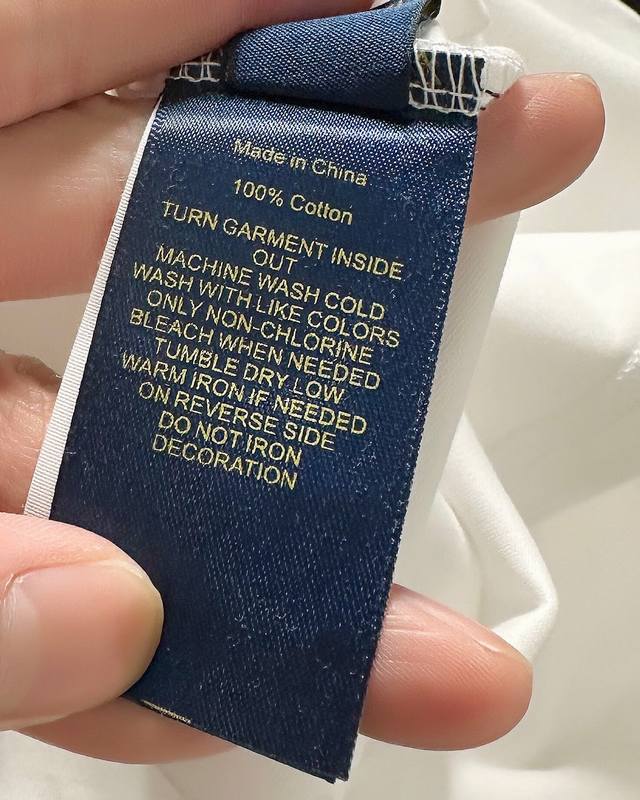 Made in China
100% Cotton
TURN GARMENT INSIDE
OUT
MACHINE WASH COLD
WASH WITH LIKE COLORS
ONLY NON-CHLORINE
BLEACH WHEN NEEDED
TUMBLE DRY LOW
WARM IRON IF NEEDED
ON REVERSE SIDE
DO NOT IRON
DECORATION